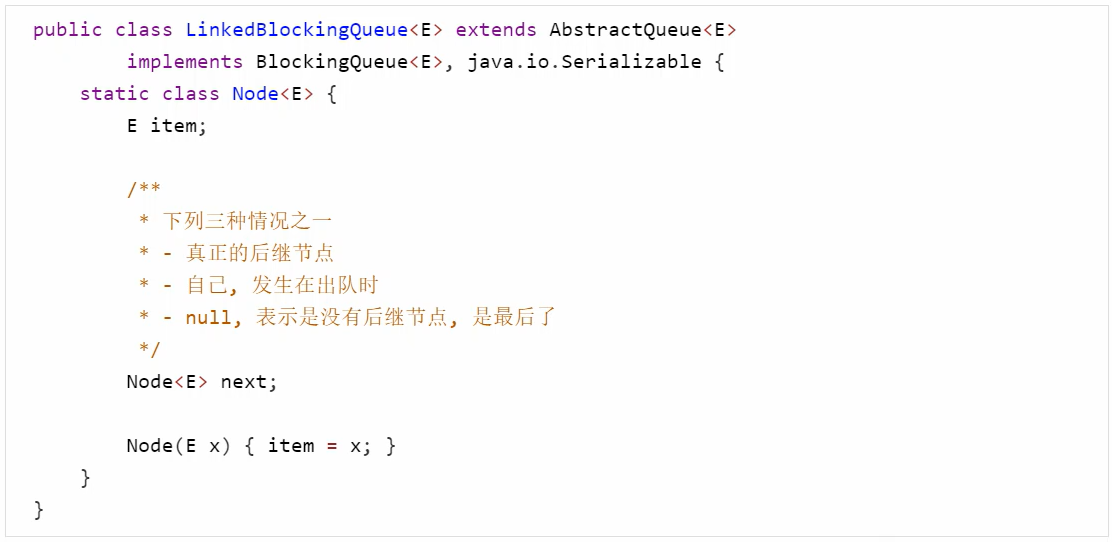 public class LinkedBlockingQueue<E> extends AbstractQueue<E>
        implements BlockingQueue<E>, java.io.Serializable {
    static class Node<E> {
        E item;

        /**
         * 下列三种情况之一
         * - 真正的后继节点
         * - 自己, 发生在出队时
         * - null, 表示是没有后继节点, 是最后了
         */
        Node<E> next;

        Node(E x) { item = x; }
    }
}